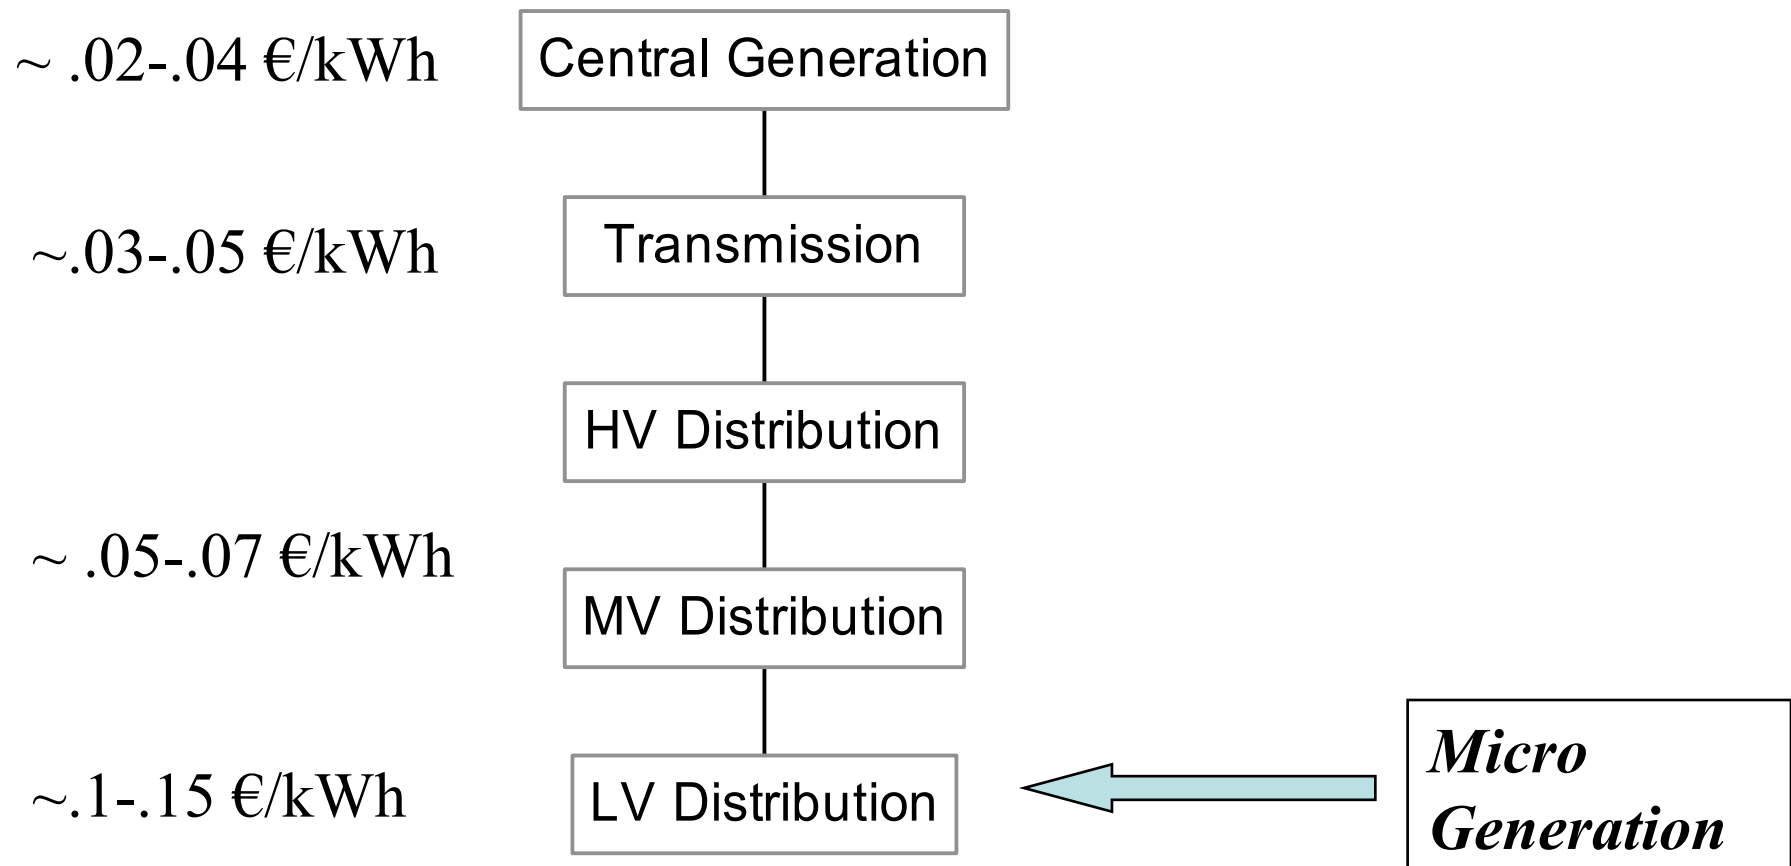 ~ .02-.04 €/kWh
Central Generation
~.03-.05 €/kWh
Transmission
HV Distribution
~ .05-.07 €/kWh
MV Distribution
~.1-.15 €/kWh
LV Distribution
Micro
Generation